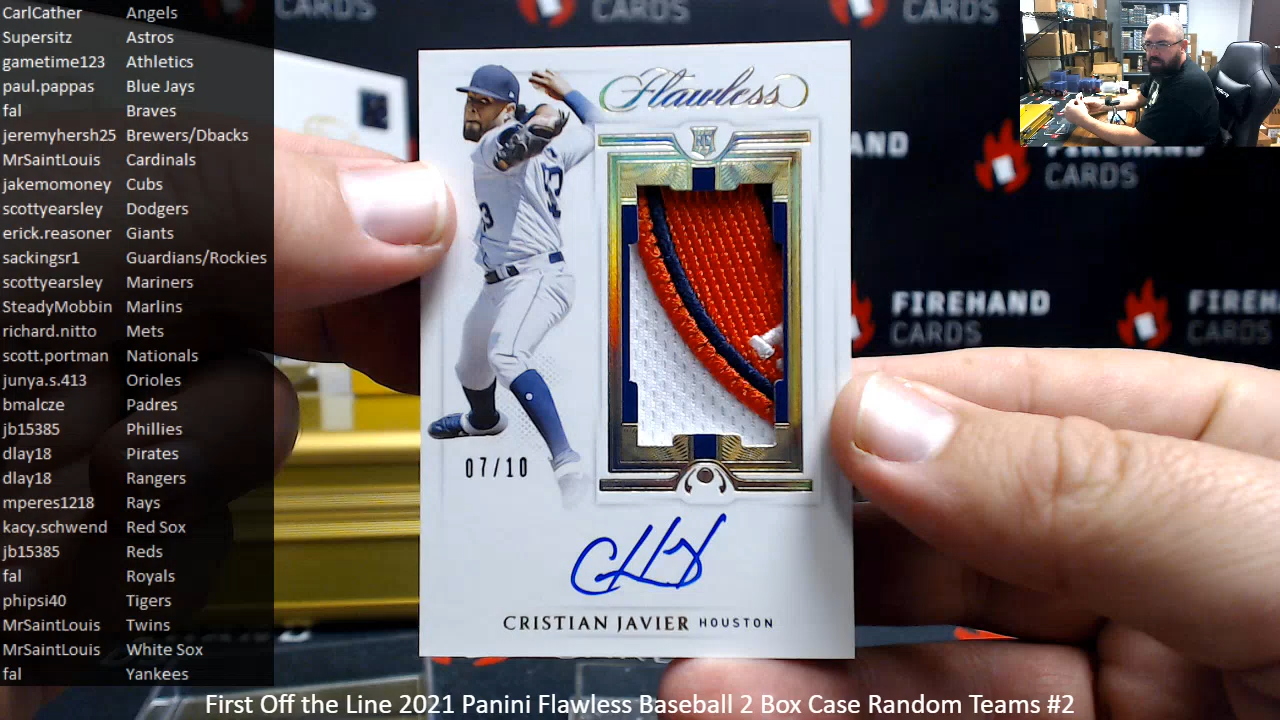 CarlCather Angels
Supersitz Astros
gametime123 Athletics
paul.pappas Blue Jays
fal Braves
jeremyhersh25 Brewers/Dbacks
MrSaintLouis Cardinals
jakemomoney Cubs
scottyearsley Dodgers
erick.reasoner Giants
sackingsr1 Guardians/Rockies
scottyearsley Mariners
SteadyMobbin Marlins
richard.nitto Mets
scott.portman Nationals
junya.s.413 Orioles
bmalcze Padres
jb15385 Phillies
dlay18 Pirates
dlay18 Rangers
mperes1218 Rays
kacy.schwend Red Sox
jb15385 Reds
fal Royals
phipsi40 Tigers
MrSaintLouis Twins
MrSaintLouis White Sox
fal Yankees
CARDS
CARDS
CARDS
Flawless
07/10
CRISTIAN JAVIER HOUSTON
FIREHAND
CARDS
FIREHAND
CARDS
First Off the Line 2021 Panini Flawless Baseball 2 Box Case Random Teams #2